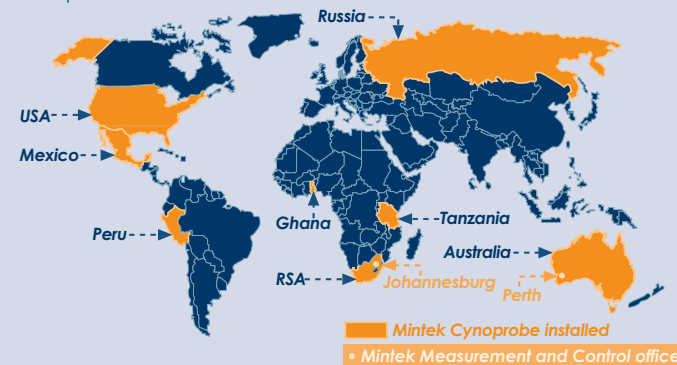 Russia
USA
Mexico
Ghana
Tanzania
Peru
Australia
RSA
Johannesburg
Perth
Mintek Cynoprobe installed
• Mintek Measurement and Control office